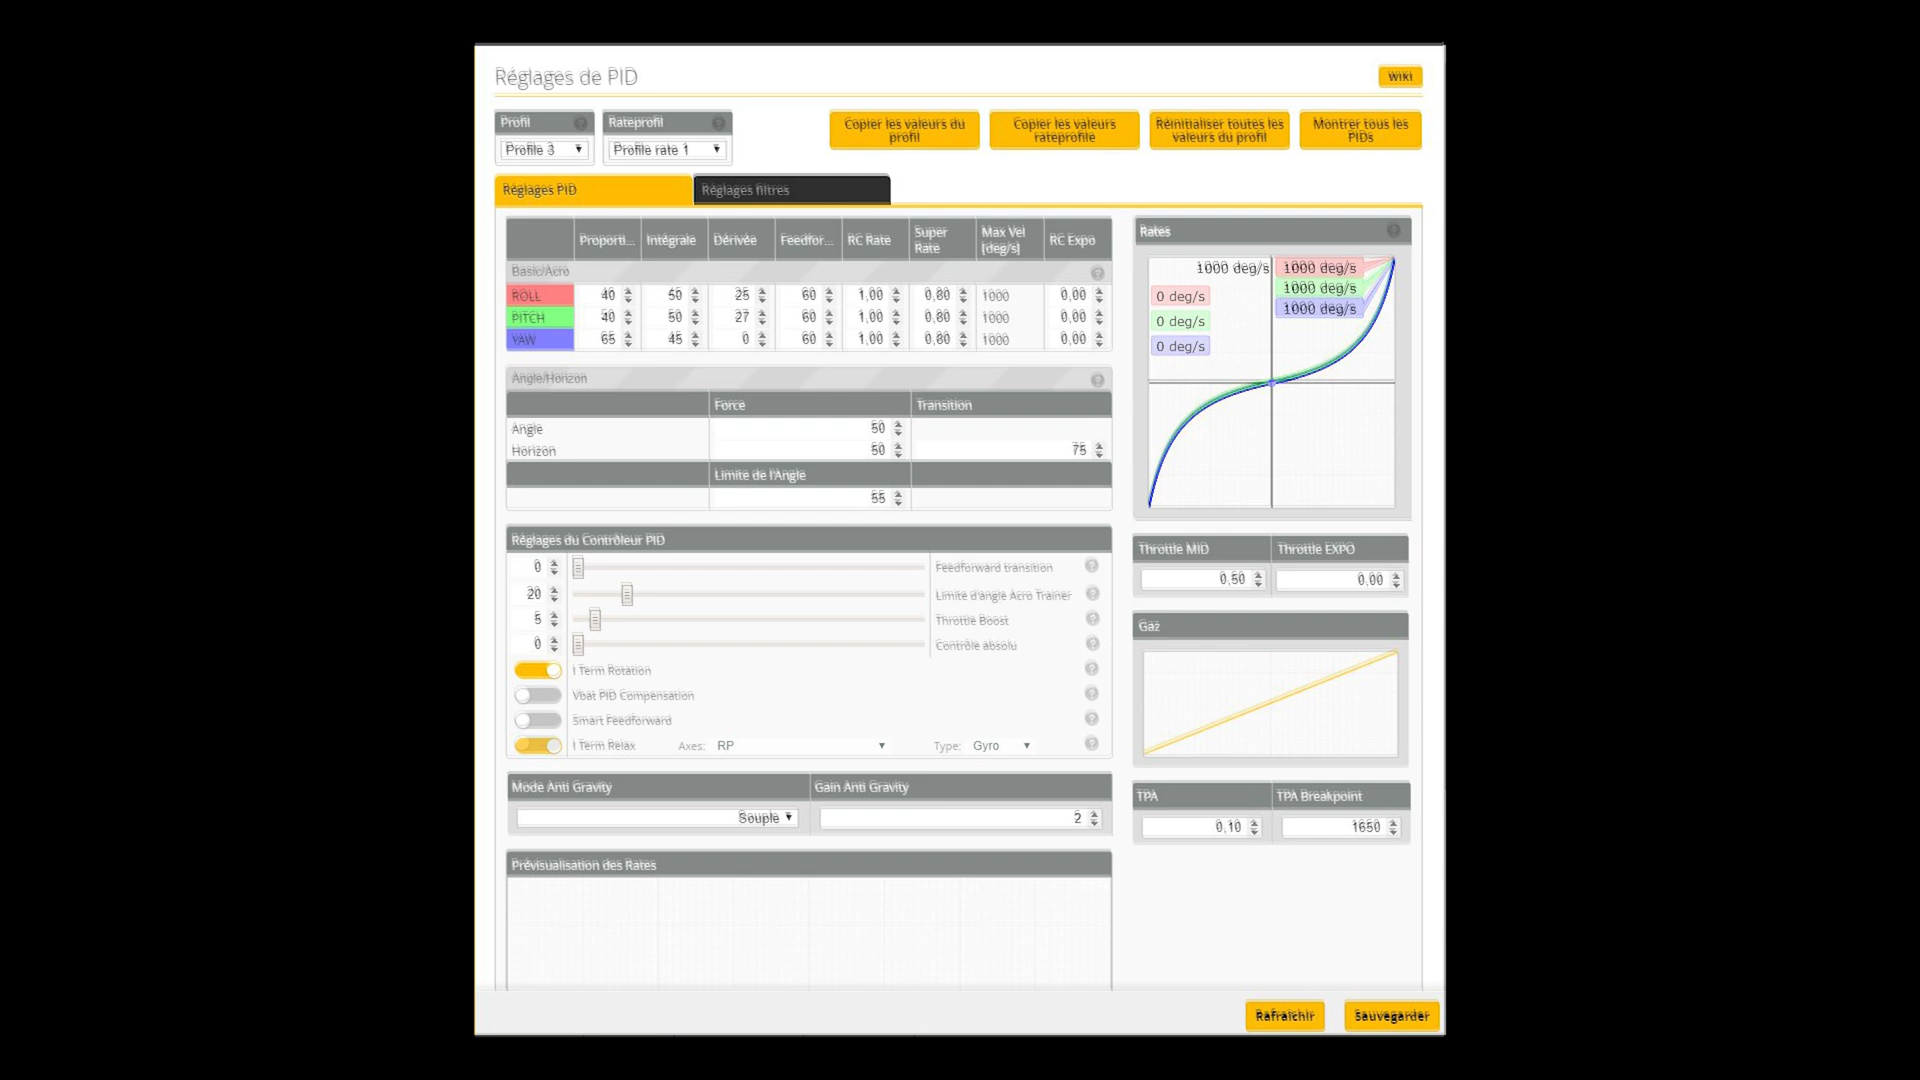 Réglages de PID
WIKI
Profil
Rateprofil
Profile 3
Profile rate 1
Copier les valeurs du profil
Copier les valeurs rateprofile
Réinitialiser toutes les valeurs du profil
Montrer tous les PIDs
Réglages PID
Réglages filtres
Proporti... Intégrale Dérivée Feedfor... RC Rate Super Rate Max Vel [deg/s] RC Expo
Basic/Acro
ROLL 40 50 25 60 1,00 0,80 1000 0,00
PITCH 40 50 27 60 1,00 0,80 1000 0,00
YAW 65 45 0 60 1,00 0,80 1000 0,00
Angle/Horizon
Force Transition
Angle 50
Horizon 50 75
Limite de l'Angle
55
Réglages du Contrôleur PID
0 Feedforward transition
20 Limite d'angle Acro Trainer
5 Throttle Boost
0 Contrôle absolu
I Term Rotation
Vbat PID Compensation
Smart Feedforward
I Term Relax Axes: RP Type: Gyro
Mode Anti Gravity Gain Anti Gravity
Souple 2
Prévisualisation des Rates
Rates
1000 deg/s 1000 deg/s
1000 deg/s
1000 deg/s
0 deg/s
0 deg/s
0 deg/s
Throttle MID Throttle EXPO
0,50 0,00
Gaz
TPA TPA Breakpoint
0,10 1650
Rafraîchir
Sauvegarder